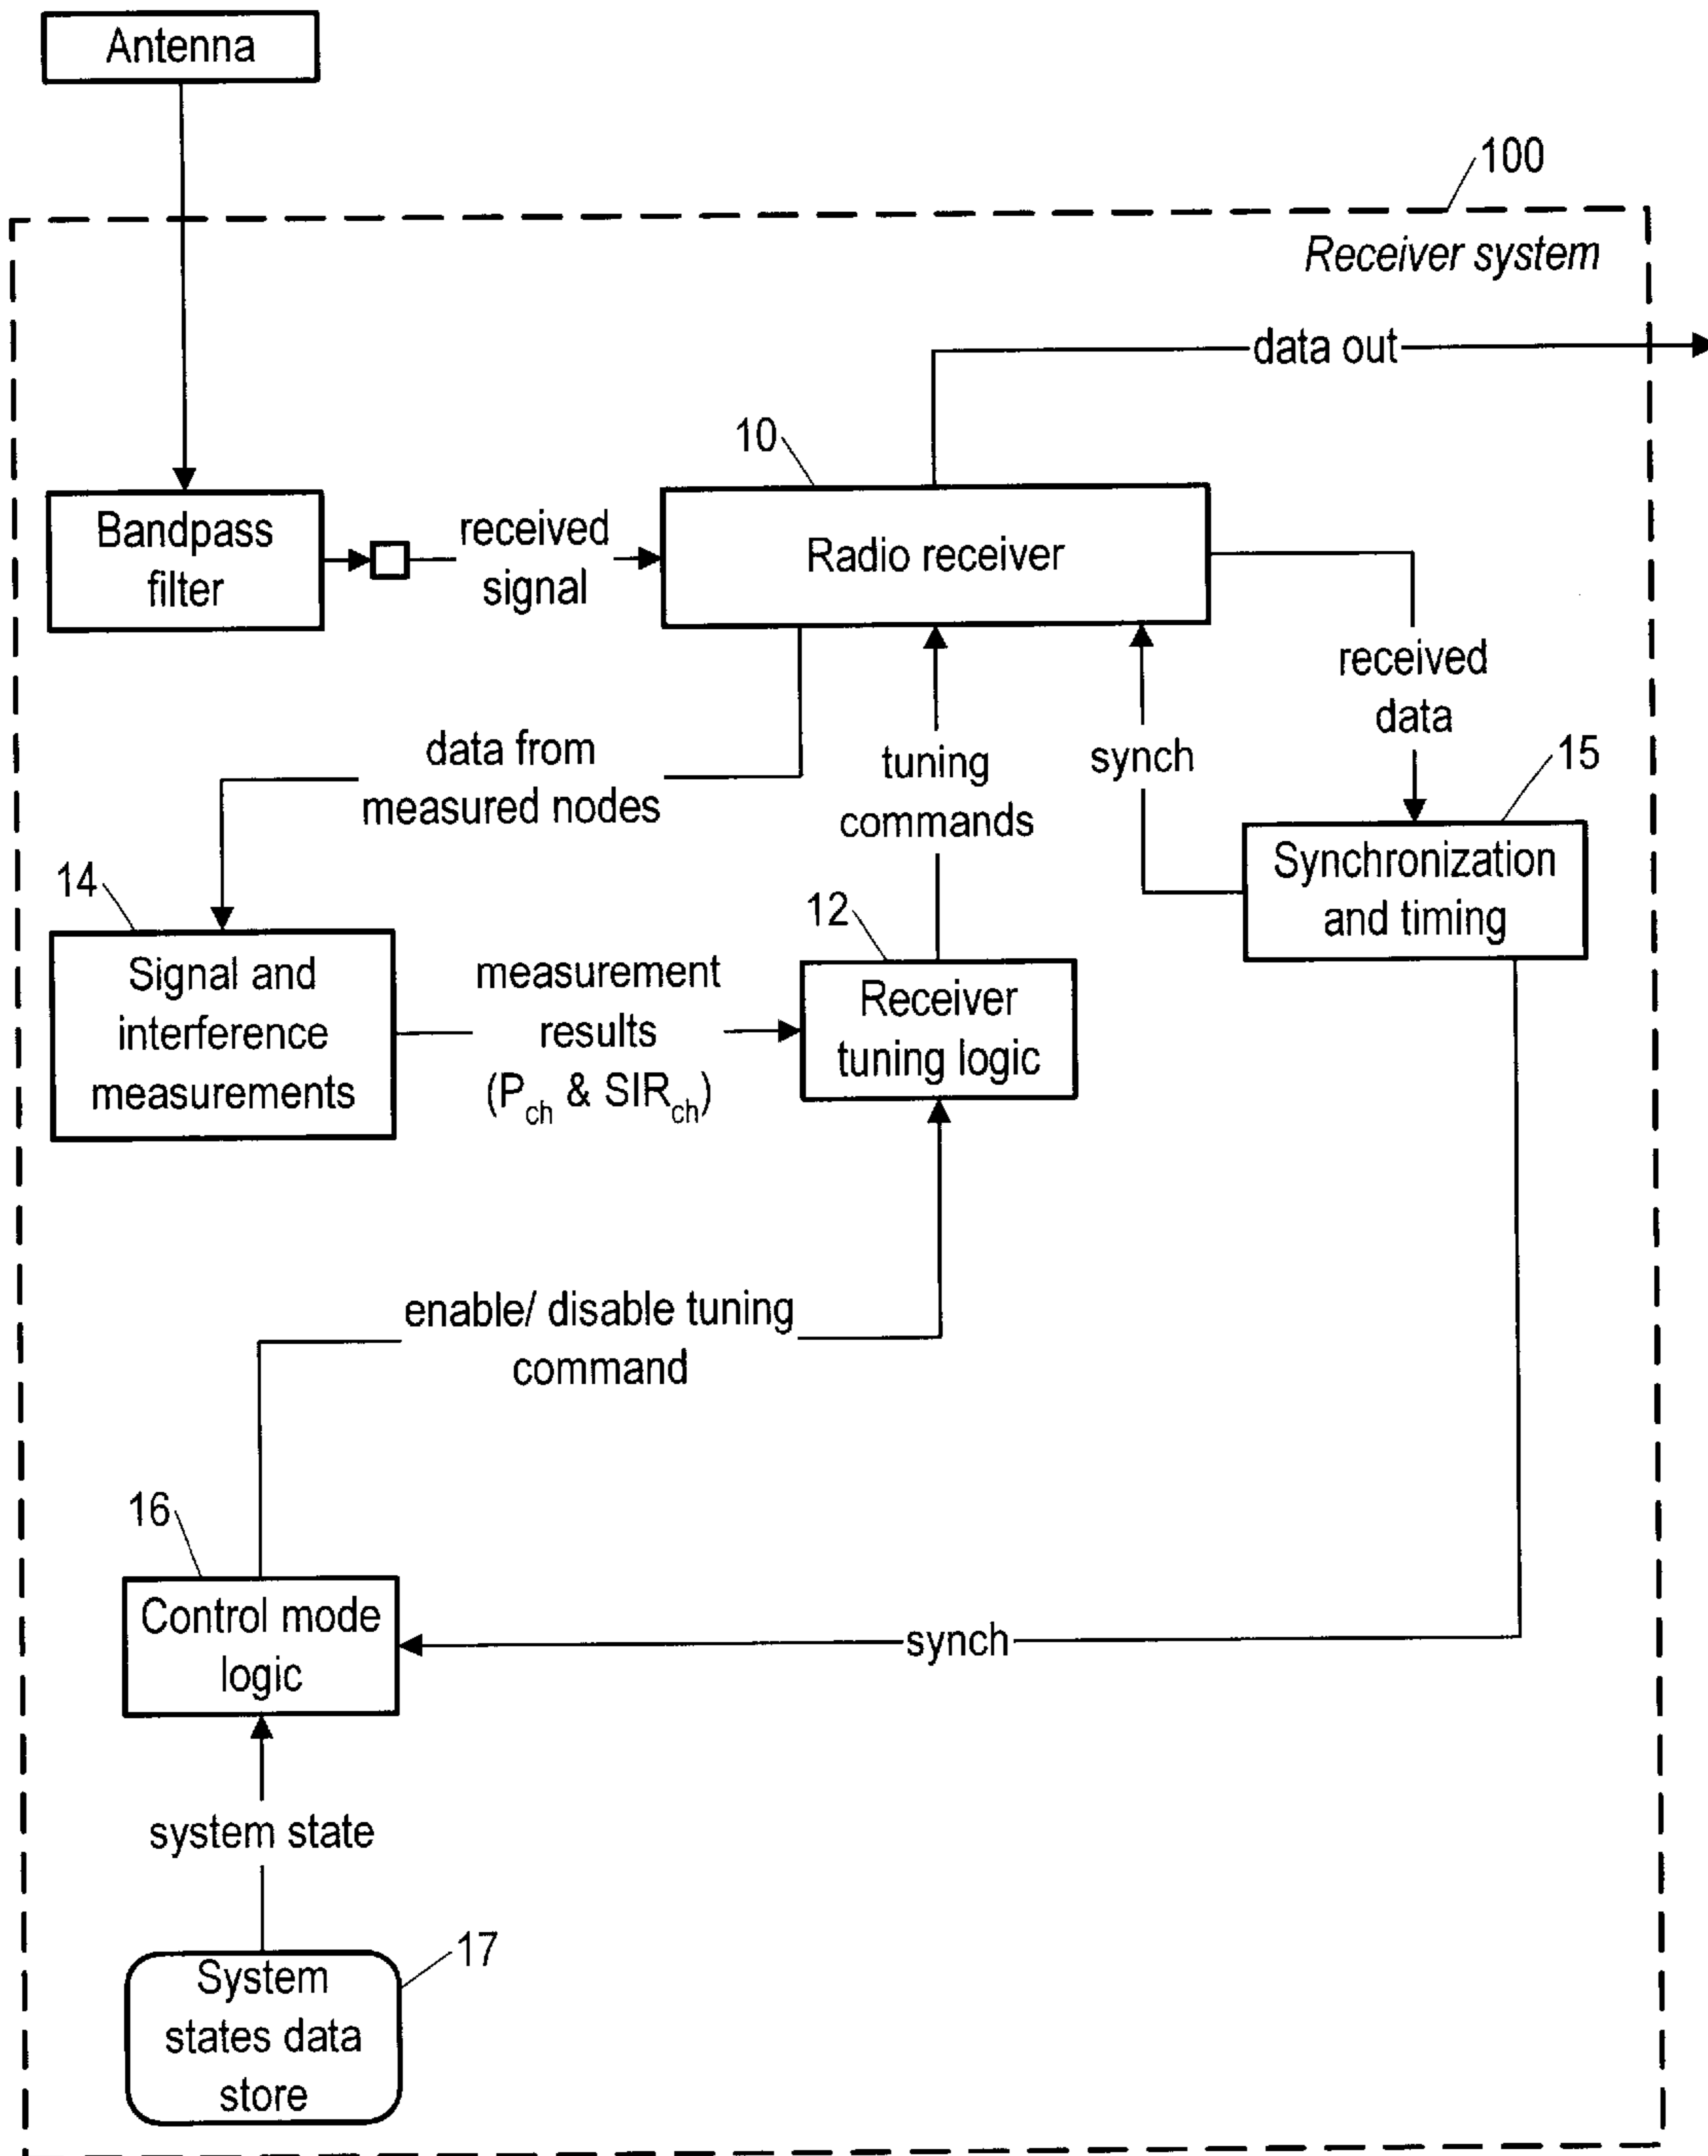 Antenna
100
Receiver system
data out
10
Bandpass
filter
received
signal
Radio receiver
received
data
data from
measured nodes
tuning
commands
synch
15
Synchronization
and timing
14
Signal and
interference
measurements
measurement
results
(Pch & SIRch)
12
Receiver
tuning logic
enable/ disable tuning
command
16
Control mode
logic
synch
system state
17
System
states data
store